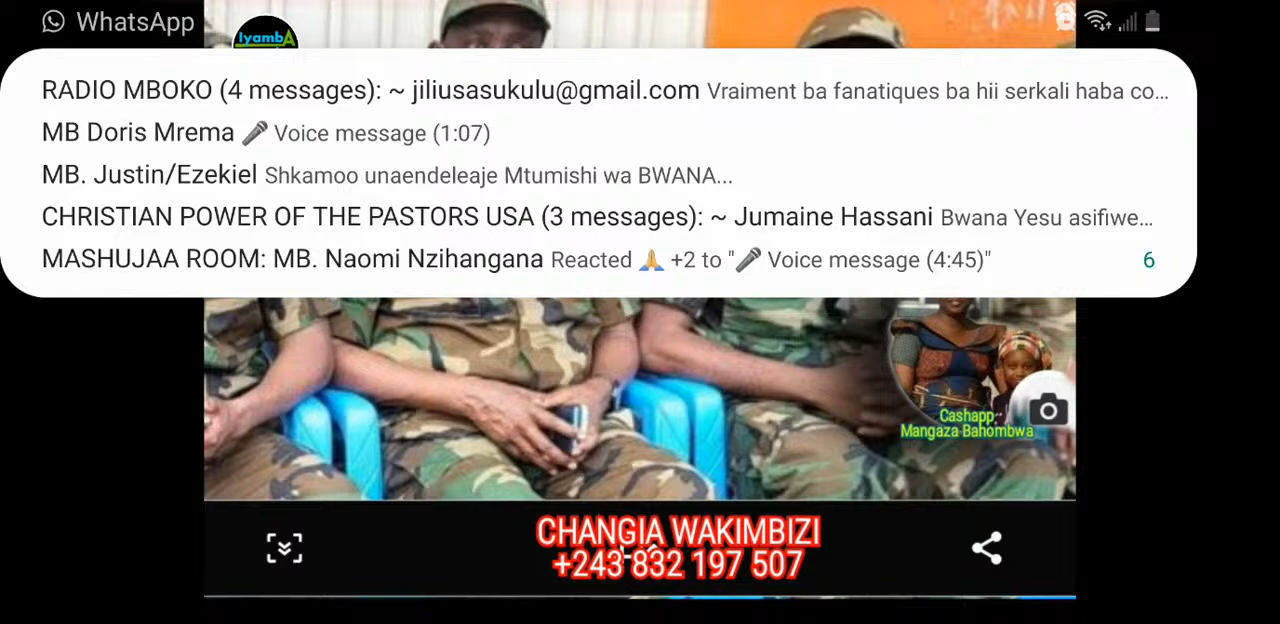 WhatsApp
IyambA
RADIO MBOKO (4 messages): ~ jiliusasukulu@gmail.com Vraiment ba fanatiques ba hii serkali haba co…
MB Doris Mrema 🎤 Voice message (1:07)
MB. Justin/Ezekiel Shkamoo unaendeleaje Mtumishi wa BWANA...
CHRISTIAN POWER OF THE PASTORS USA (3 messages): ~ Jumaine Hassani Bwana Yesu asifiwe…
MASHUJAA ROOM: MB. Naomi Nzihangana Reacted 🙏 +2 to "🎤 Voice message (4:45)" 6
Cashapp:
Mangaza Bahombwa
CHANGIA WAKIMBIZI
+243 832 197 507